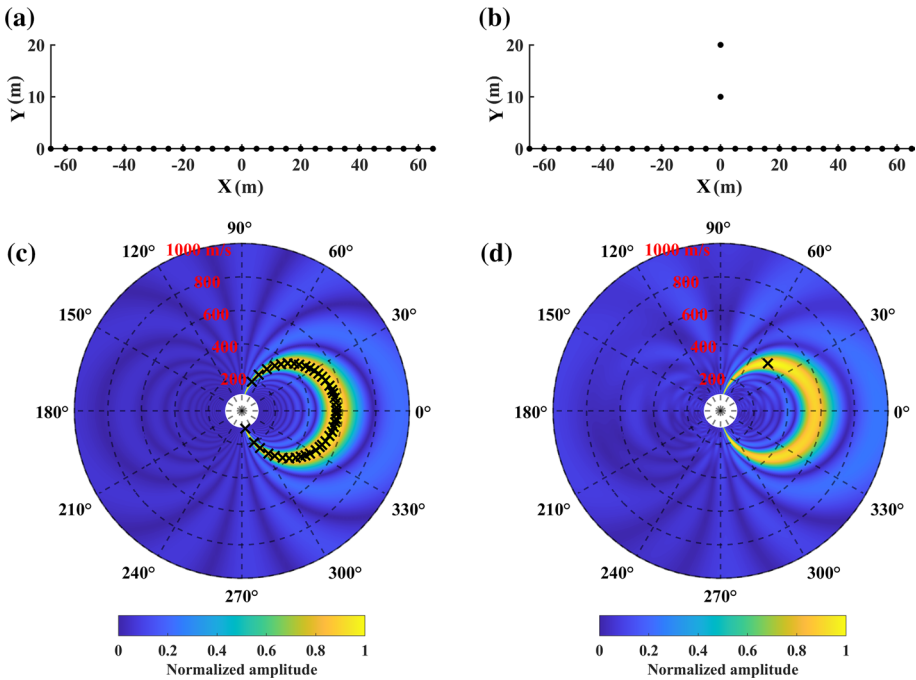 (a)
20
10
0
Y (m)
-60 -40 -20 0 20 40 60
X (m)
(b)
20
10
0
Y (m)
-60 -40 -20 0 20 40 60
X (m)
(c)
90°
120° 60°
150° 30°
180° 0°
210° 330°
240° 300°
270°
1000 m/s
800
600
400
200
0 0.2 0.4 0.6 0.8 1
Normalized amplitude
(d)
90°
120° 60°
150° 30°
180° 0°
210° 330°
240° 300°
270°
1000 m/s
800
600
400
200
0 0.2 0.4 0.6 0.8 1
Normalized amplitude